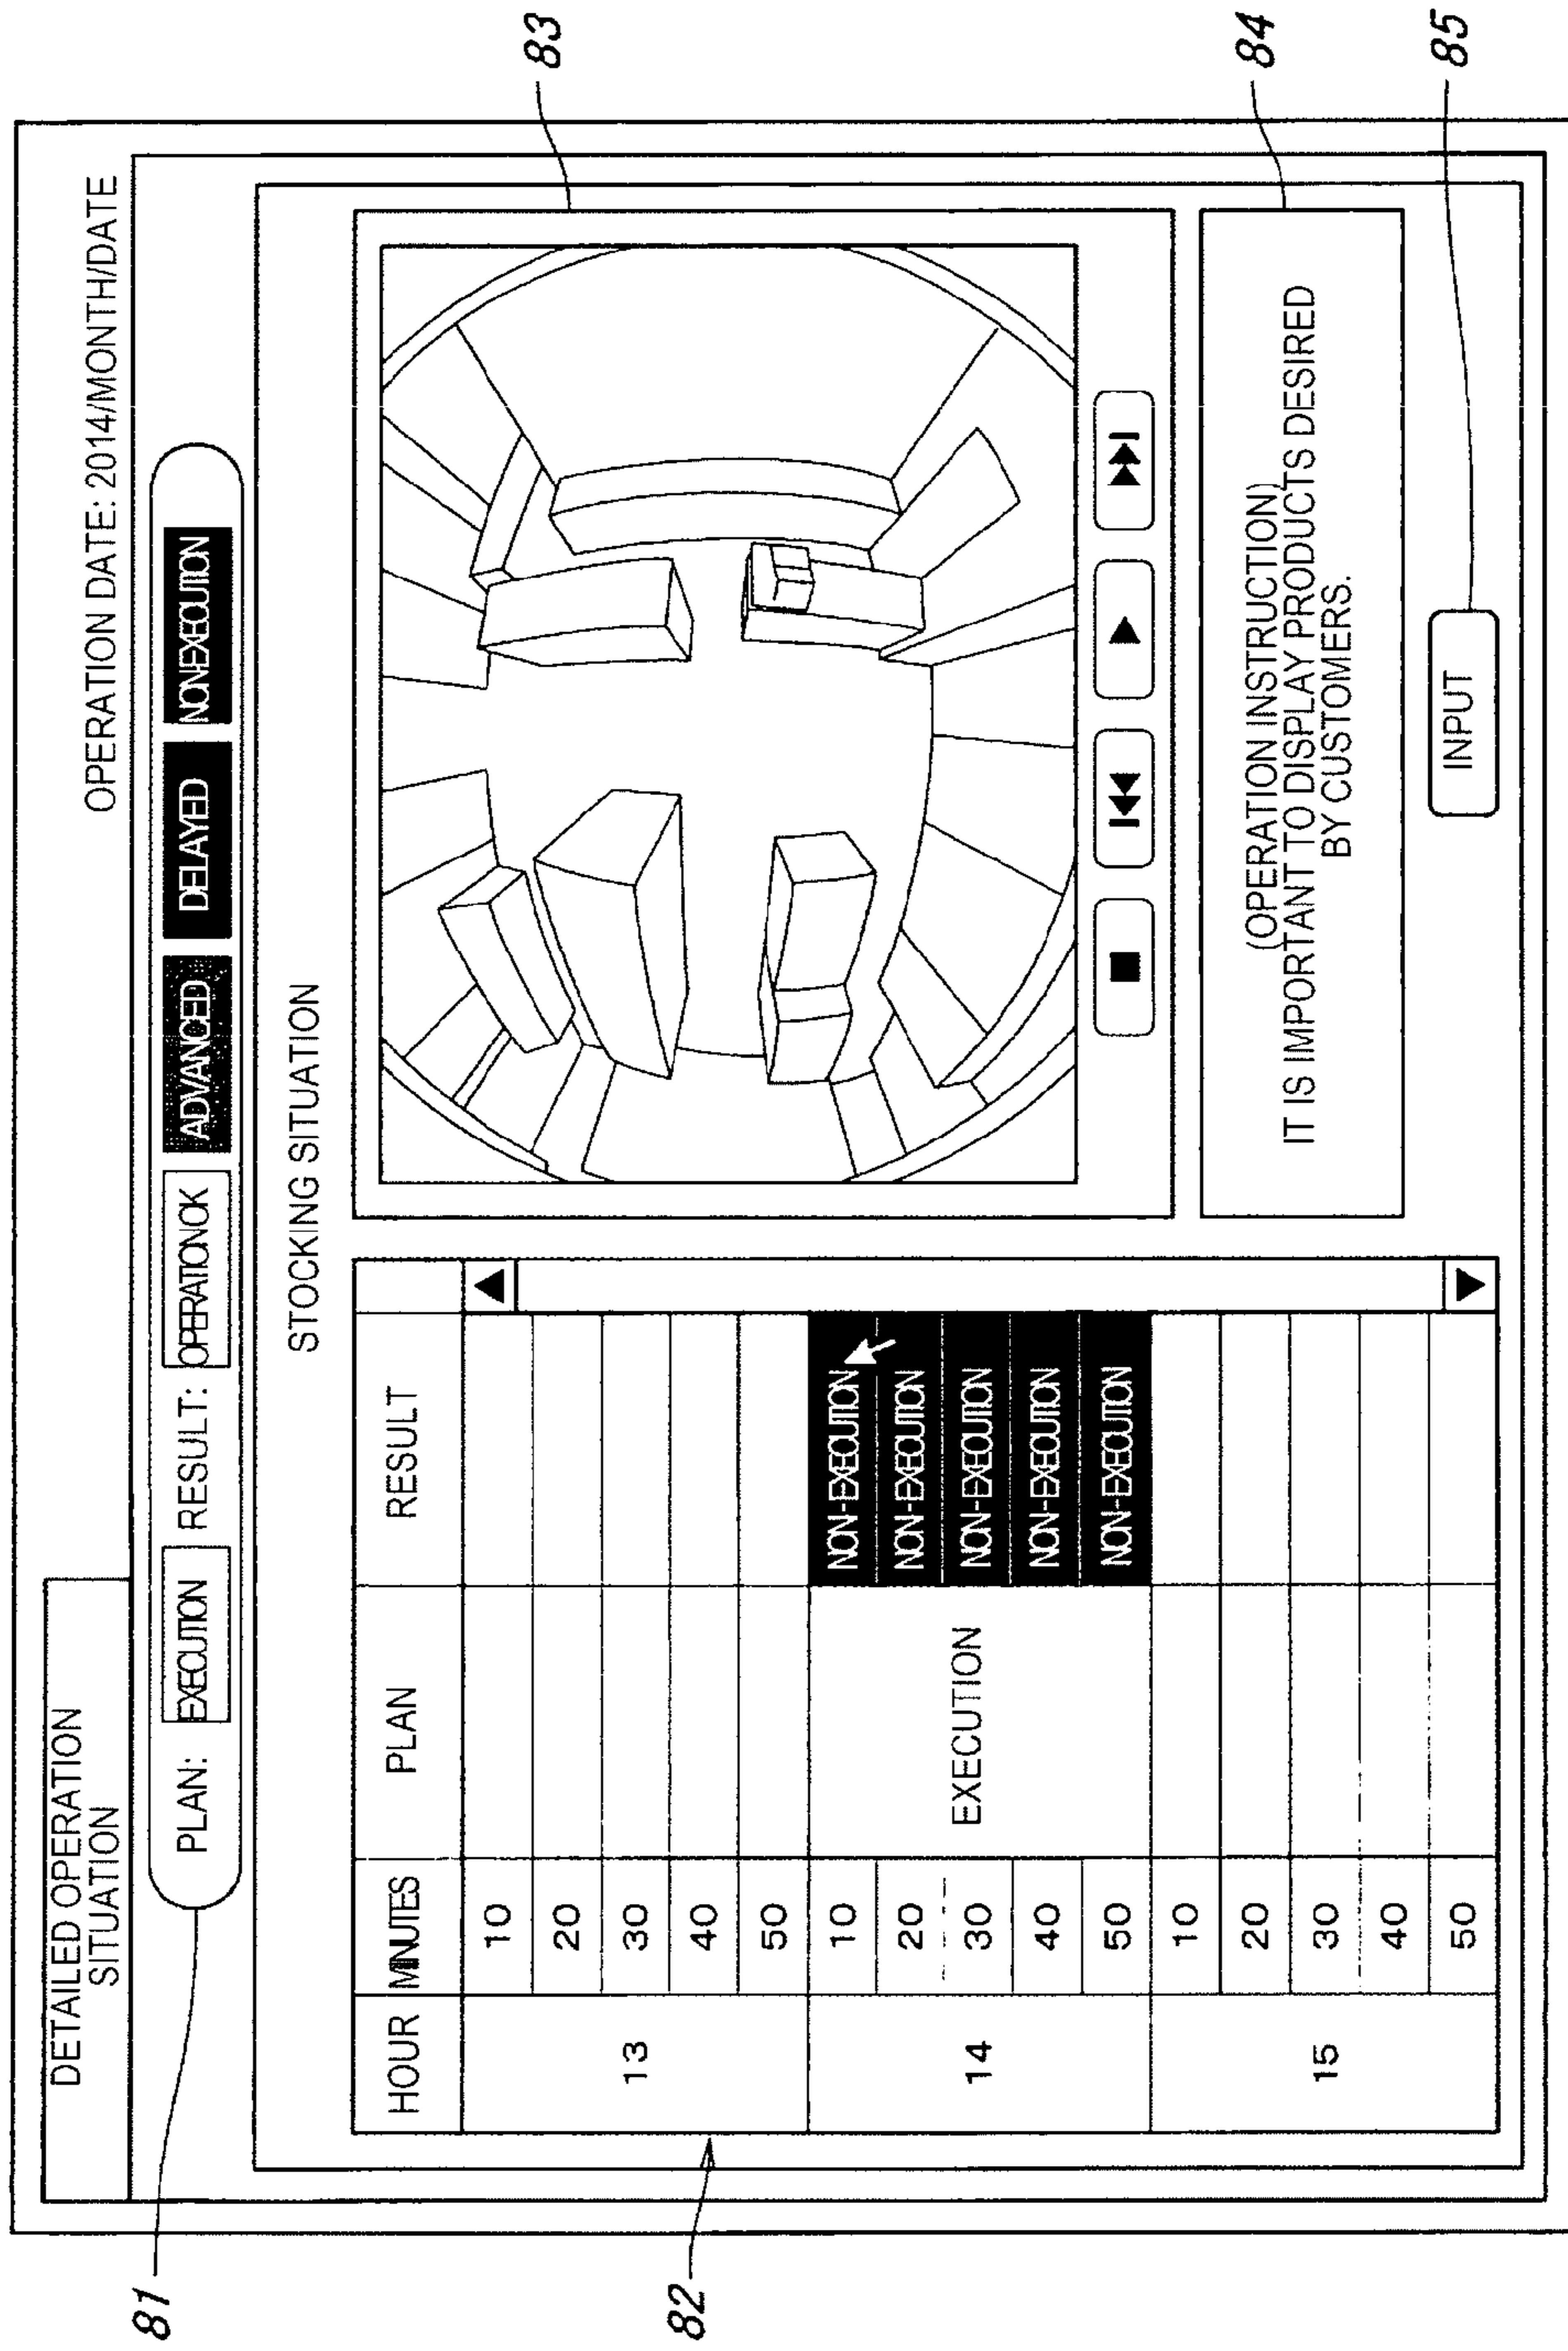 DETAILED OPERATION
SITUATION
OPERATION DATE: 2014/MONTH/DATE
81
PLAN: EXECUTION RESULT: OPERATION OK ADVANCED DELAYED NON-EXECUTION
STOCKING SITUATION
82
HOUR MINUTES PLAN RESULT
13
10
20
30
40
50
14
10 NON-EXECUTION
20 NON-EXECUTION
30 EXECUTION NON-EXECUTION
40 NON-EXECUTION
50 NON-EXECUTION
15
10
20
30
40
50
83
(OPERATION INSTRUCTION)
IT IS IMPORTANT TO DISPLAY PRODUCTS DESIRED
BY CUSTOMERS.
84
INPUT
85